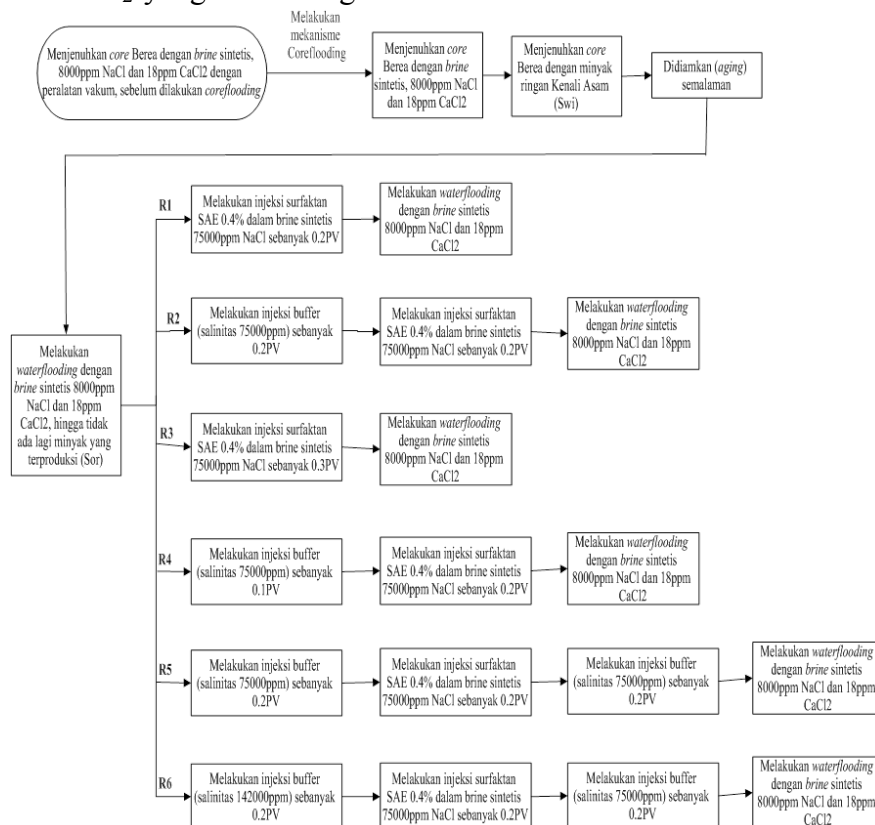 Melakukan
mekanisme
Coreflooding
Menjenuhkan core Berea dengan brine sintetis,
8000ppm NaCl dan 18ppm CaCl2 dengan
peralatan vakum, sebelum dilakukan coreflooding
Menjenuhkan core
Berea dengan brine
sintetis, 8000ppm NaCl
dan 18ppm CaCl2
Menjenuhkan core
Berea dengan minyak
ringan Kenali Asam
(Swi)
Didiamkan (aging)
semalaman
Melakukan
waterflooding dengan
brine sintetis 8000ppm
NaCl dan 18ppm
CaCl2, hingga tidak
ada lagi minyak yang
terproduksi (Sor)
R1
Melakukan injeksi surfaktan
SAE 0.4% dalam brine sintetis
75000ppm NaCl sebanyak 0.2PV
Melakukan waterflooding
dengan brine sintetis
8000ppm NaCl dan 18ppm
CaCl2
R2
Melakukan injeksi buffer
(salinitas 75000ppm) sebanyak
0.2PV
Melakukan injeksi surfaktan
SAE 0.4% dalam brine sintetis
75000ppm NaCl sebanyak 0.2PV
Melakukan waterflooding
dengan brine sintetis
8000ppm NaCl dan 18ppm
CaCl2
R3
Melakukan injeksi surfaktan
SAE 0.4% dalam brine sintetis
75000ppm NaCl sebanyak 0.3PV
Melakukan waterflooding
dengan brine sintetis
8000ppm NaCl dan 18ppm
CaCl2
R4
Melakukan injeksi buffer
(salinitas 75000ppm) sebanyak
0.1PV
Melakukan injeksi surfaktan
SAE 0.4% dalam brine sintetis
75000ppm NaCl sebanyak 0.2PV
Melakukan waterflooding
dengan brine sintetis
8000ppm NaCl dan 18ppm
CaCl2
R5
Melakukan injeksi buffer
(salinitas 75000ppm) sebanyak
0.2PV
Melakukan injeksi surfaktan
SAE 0.4% dalam brine sintetis
75000ppm NaCl sebanyak 0.2PV
Melakukan injeksi buffer
(salinitas 75000ppm) sebanyak
0.2PV
Melakukan waterflooding
dengan brine sintetis
8000ppm NaCl dan 18ppm
CaCl2
R6
Melakukan injeksi buffer
(salinitas 142000ppm) sebanyak
0.2PV
Melakukan injeksi surfaktan
SAE 0.4% dalam brine sintetis
75000ppm NaCl sebanyak 0.2PV
Melakukan injeksi buffer
(salinitas 75000ppm) sebanyak
0.2PV
Melakukan waterflooding
dengan brine sintetis
8000ppm NaCl dan 18ppm
CaCl2